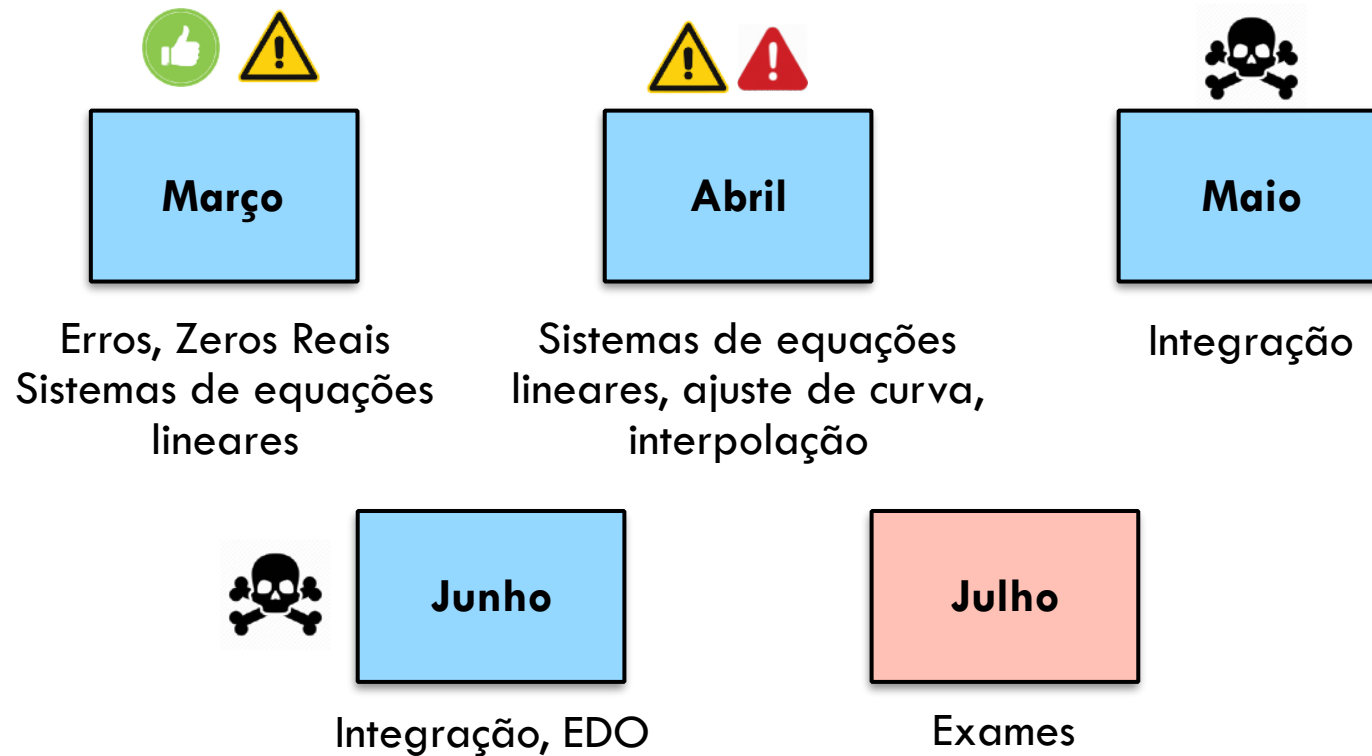 Março
Abril
Maio
Erros, Zeros Reais
Sistemas de equações
lineares
Sistemas de equações
lineares, ajuste de curva,
interpolação
Integração
Junho
Julho
Integração, EDO
Exames